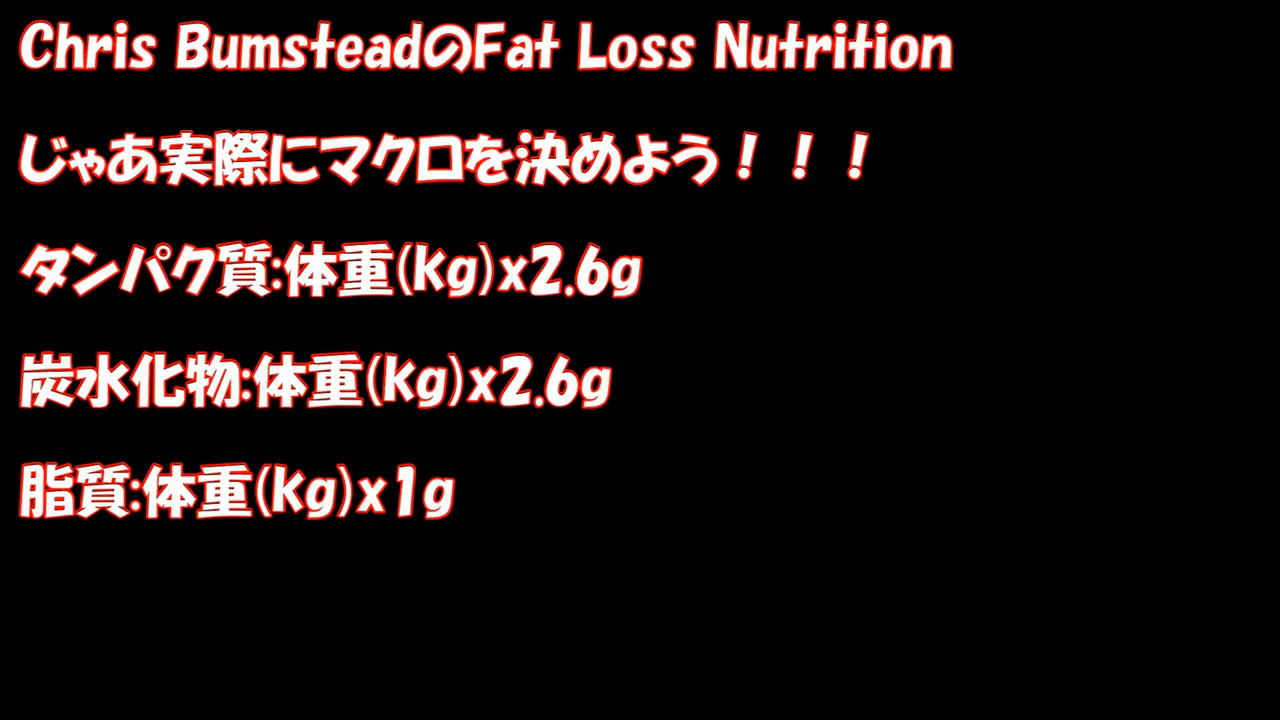 Chris BumsteadのFat Loss Nutrition
じゃあ実際にマクロを決めよう！！！
タンパク質:体重(kg)x2.6g
炭水化物:体重(kg)x2.6g
脂質:体重(kg)x1g